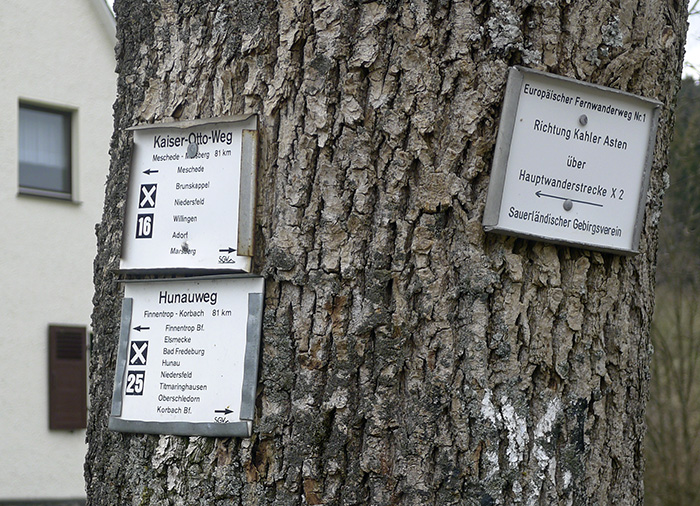 Kaiser-Otto-Weg
Meschede - Marsberg 81 km
←
Meschede
X
Brunskappel
Niedersfeld
16
Willingen
Adorf
Marsberg
→
SGV
Hunauweg
Finnentrop - Korbach 81 km
←
Finnentrop Bf.
Elsmecke
X
Bad Fredeburg
Hunau
25
Niedersfeld
Titmaringhausen
Oberschledorn
Korbach Bf.
→
SGV
Europäischer Fernwanderweg Nr.1
Richtung Kahler Asten
über
Hauptwanderstrecke X 2
←
Sauerländischer Gebirgsverein